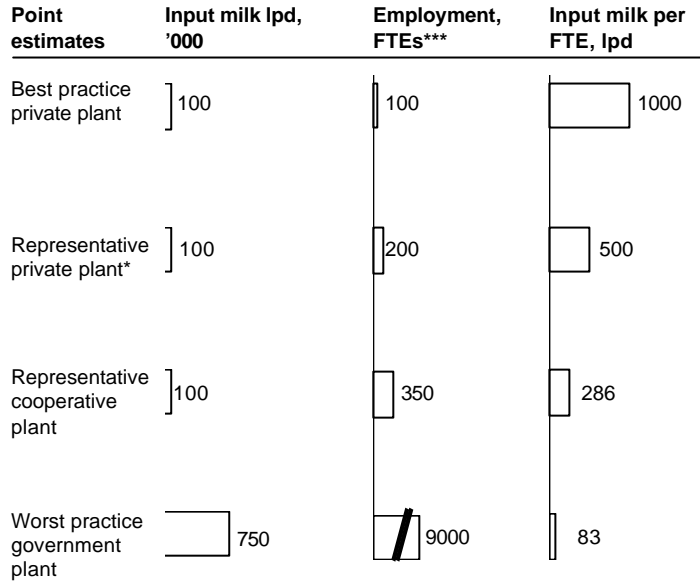 Point estimates
Input milk lpd, '000
Employment, FTEs***
Input milk per FTE, lpd
Best practice private plant
100
100
1000
Representative private plant*
100
200
500
Representative cooperative plant
100
350
286
Worst practice government plant
750
9000
83